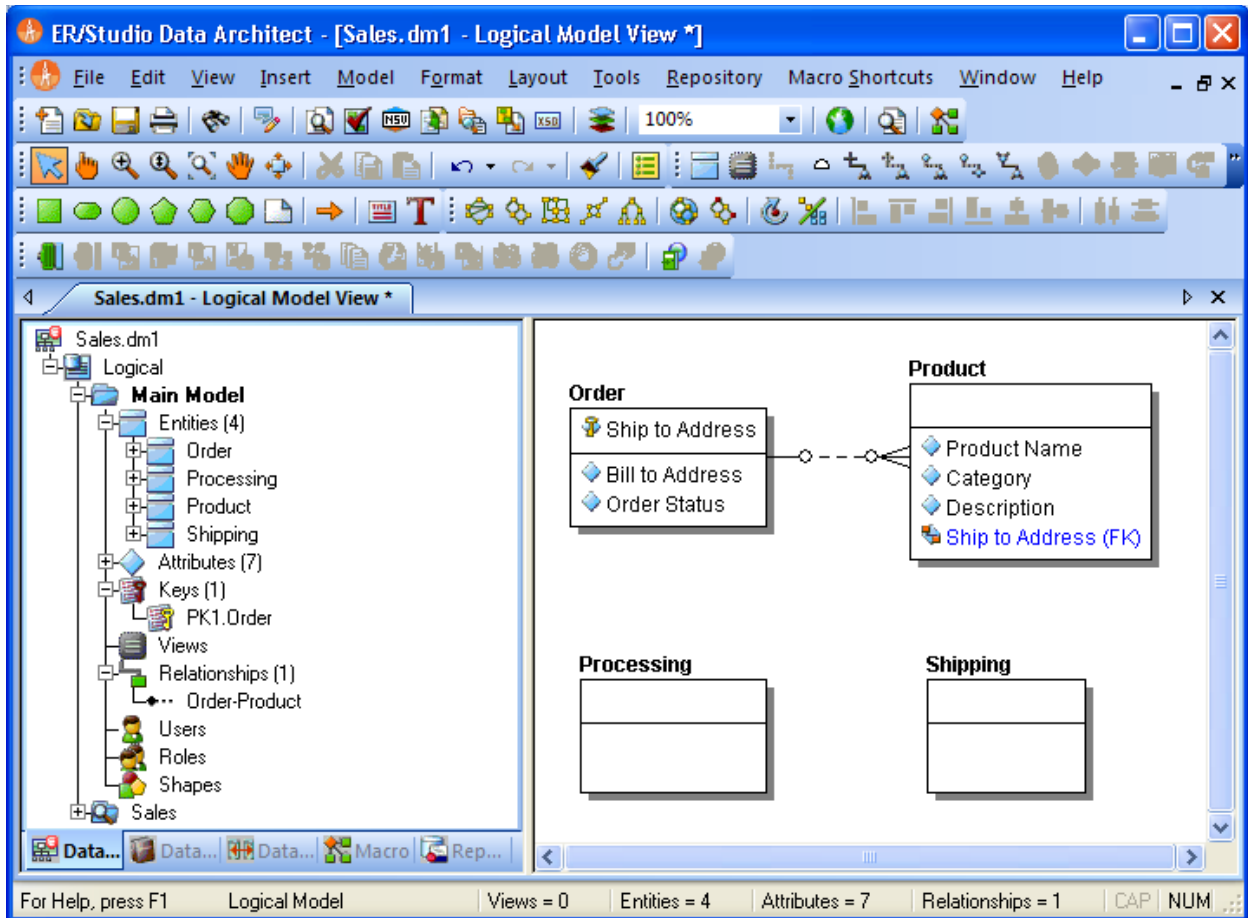 ER/Studio Data Architect - [Sales.dm1 - Logical Model View *]
File Edit View Insert Model Format Layout Tools Repository Macro Shortcuts Window Help
NSU XSD 100%
TITLE T
Sales.dm1 - Logical Model View *
Sales.dm1
Logical
Main Model
Entities (4)
Order
Processing
Product
Shipping
Attributes (7)
Keys (1)
PK1.Order
Views
Relationships (1)
Order-Product
Users
Roles
Shapes
Sales
Data... Data... Data... Macro Rep...
Order
Ship to Address
Bill to Address
Order Status
Product
Product Name
Category
Description
Ship to Address (FK)
Processing
Shipping
For Help, press F1 Logical Model Views = 0 Entities = 4 Attributes = 7 Relationships = 1 CAP NUM